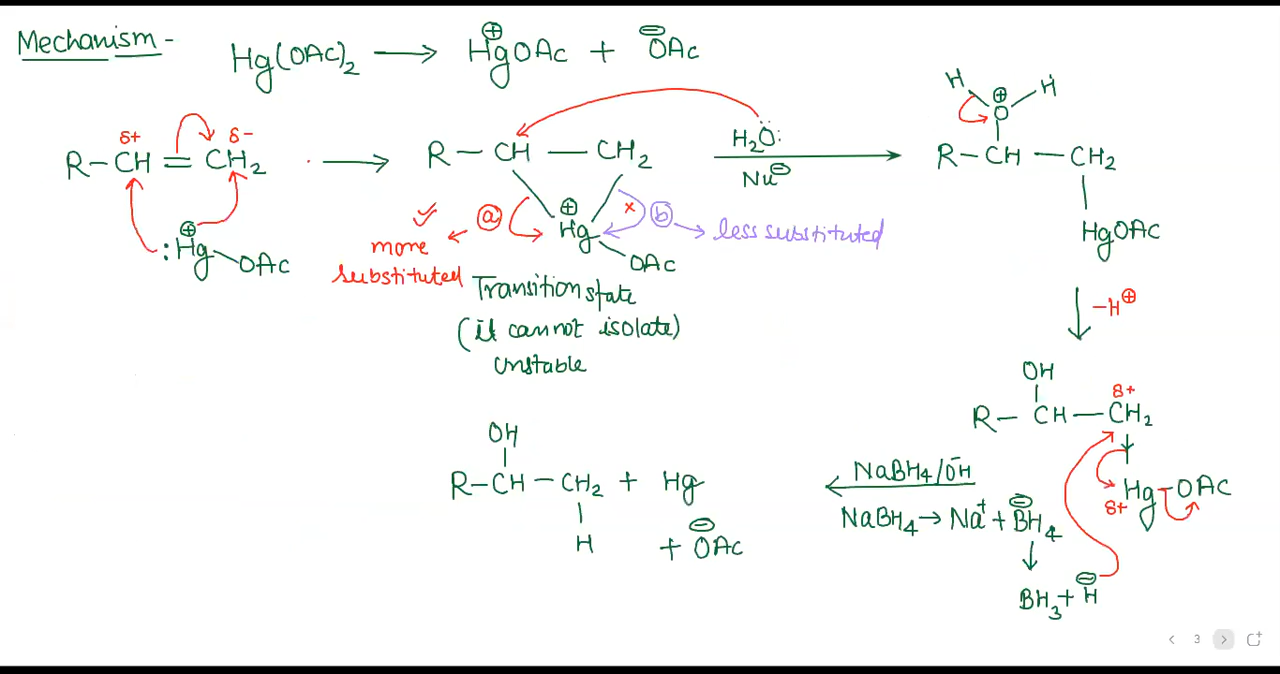 Mechanism -
Hg(OAC)₂ ⟶ ⊕HgOAc + ⊖OAc
δ+ δ-
R-CH=CH₂ ⟶
⊕
:Hg-OAc
R-CH-CH₂
⊕
Hg
OAc
✓ ← ⓐ
more
substituted
x ⓑ → less substituted
Transition state
(it cannot isolate)
unstable
H₂Ö:
Nu⊖
H H
⊕
O
R-CH-CH₂
HgOAc
-H⊕
OH
δ+
R-CH-CH₂
δ+ Hg-OAc
NaBH4/ŌH
NaBH4→Na⁺+⊖BH4
BH₃+⊖H
OH
R-CH-CH₂ + Hg
H
+ ⊖OAc
3